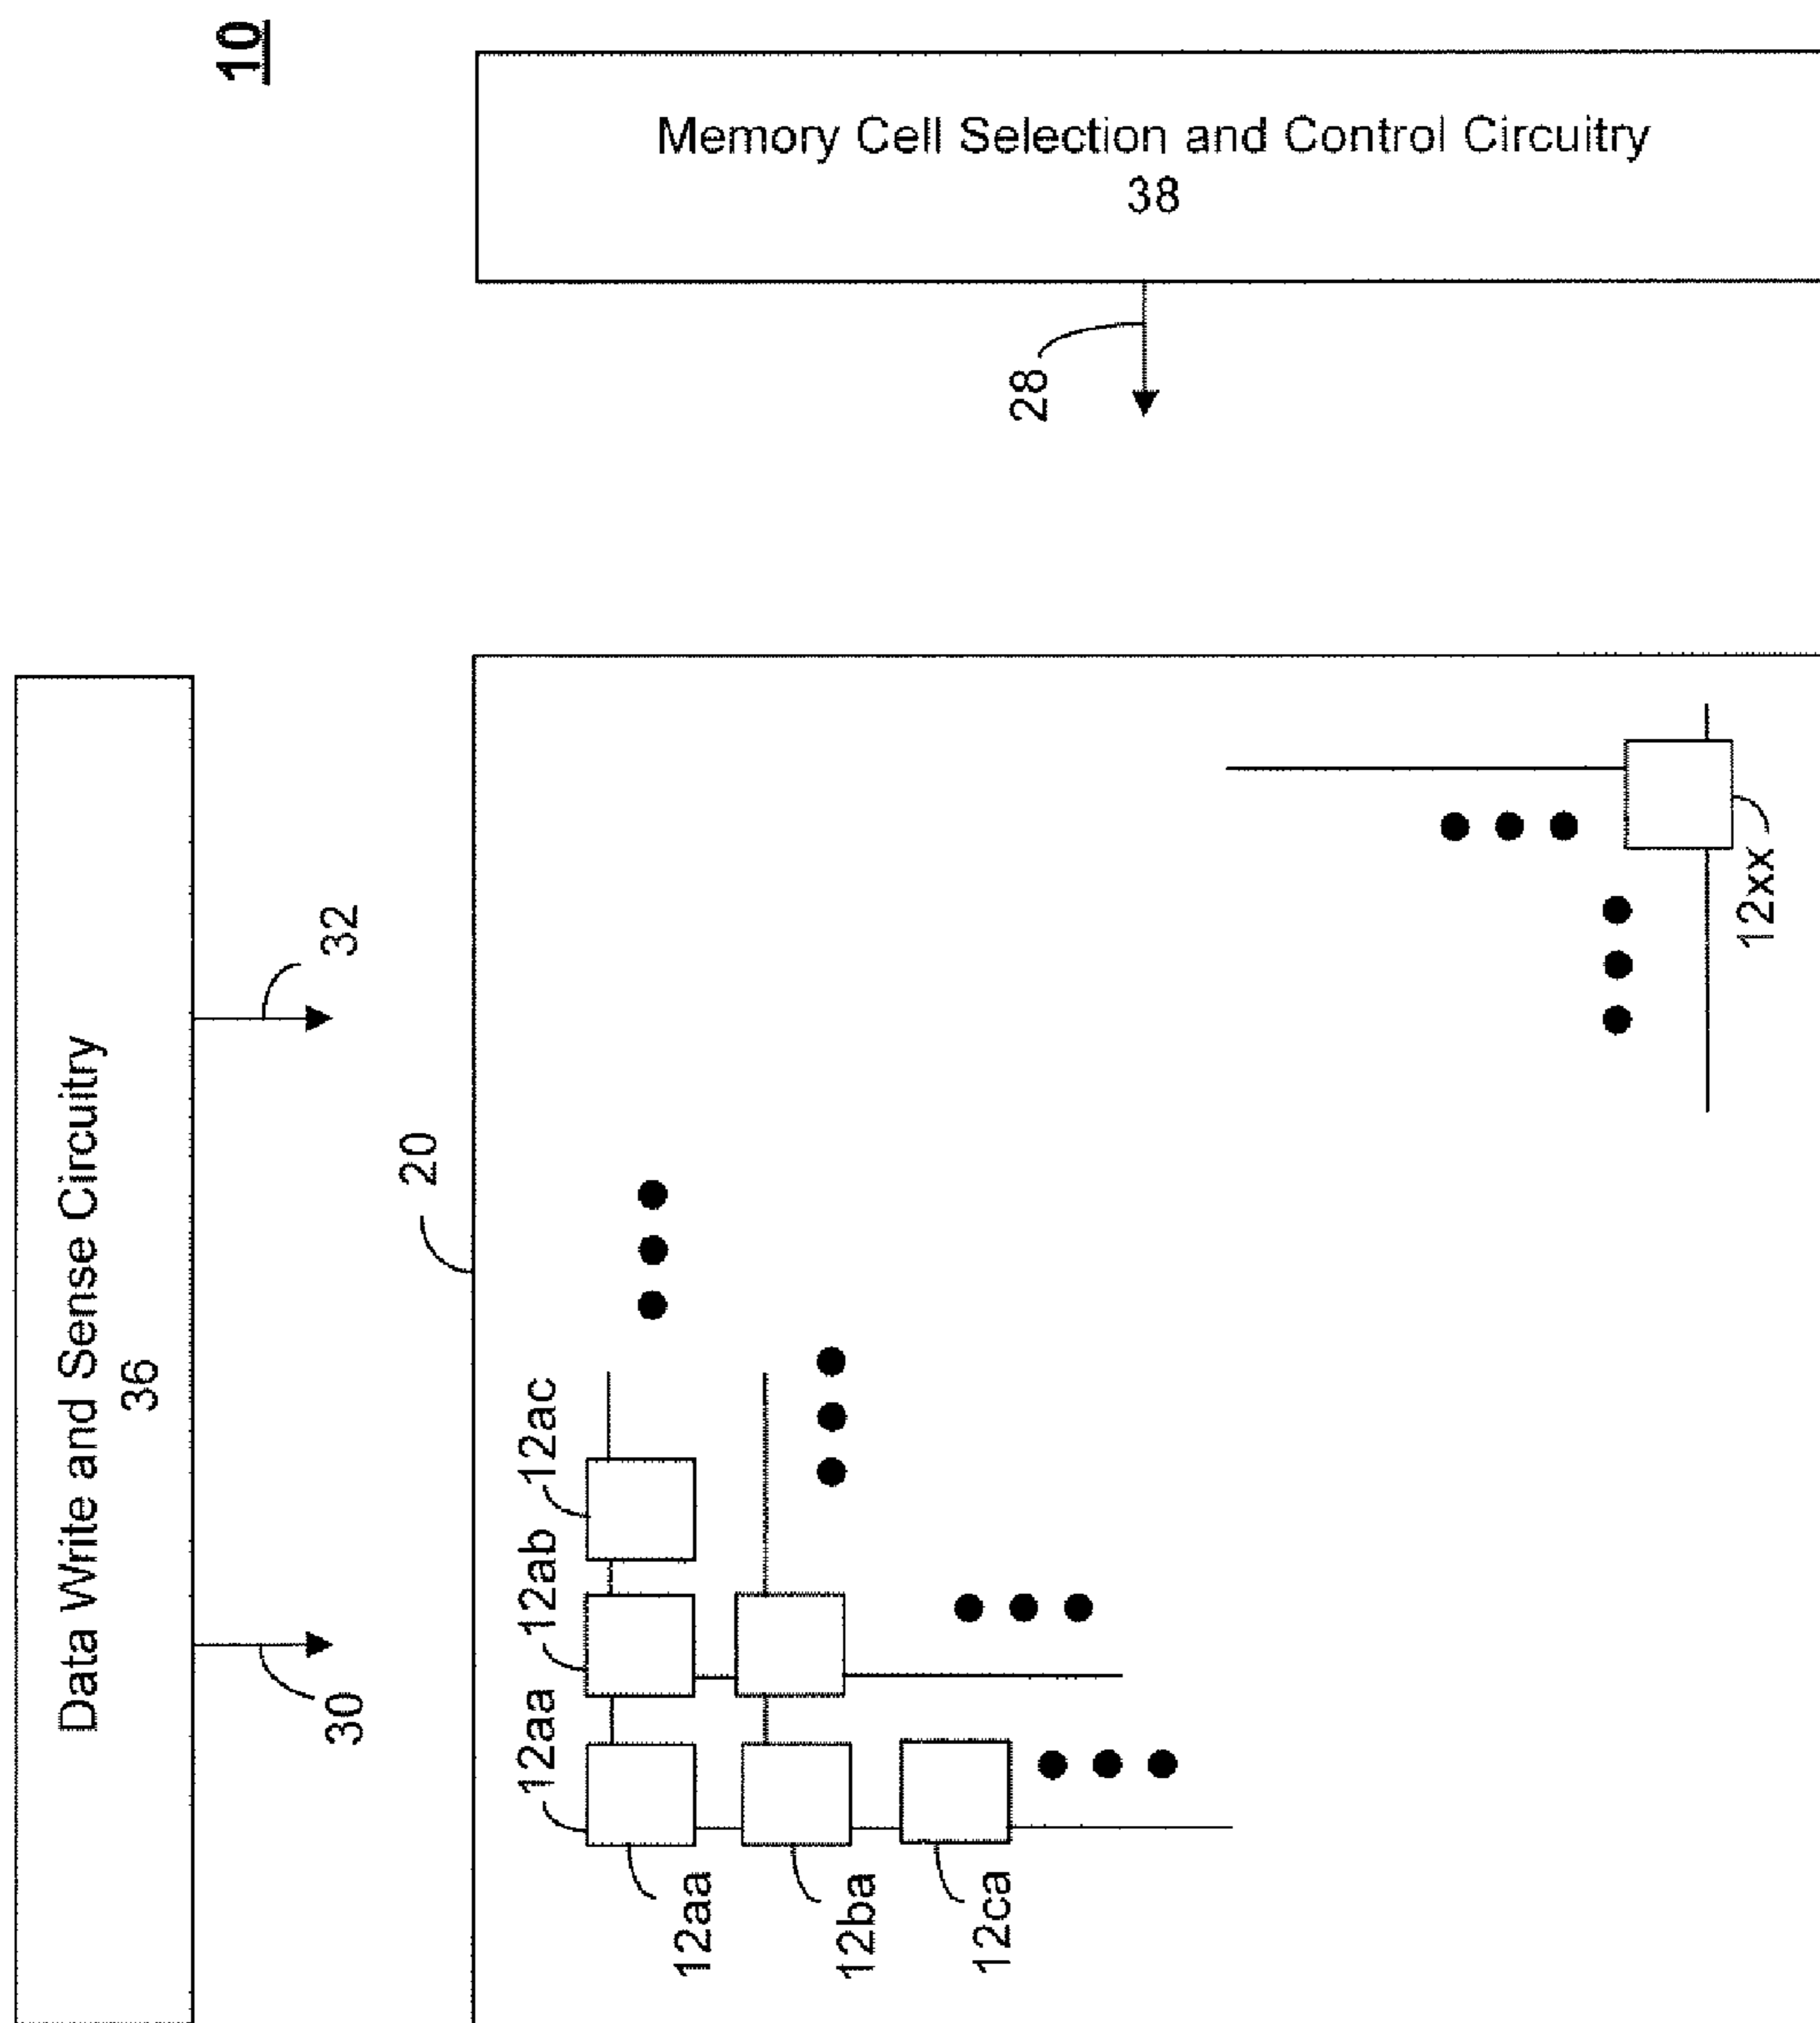 10
Memory Cell Selection and Control Circuitry
38
28
Data Write and Sense Circuitry
36
30
32
20
12aa
12ab
12ac
12aa
12ba
12ca
12xx